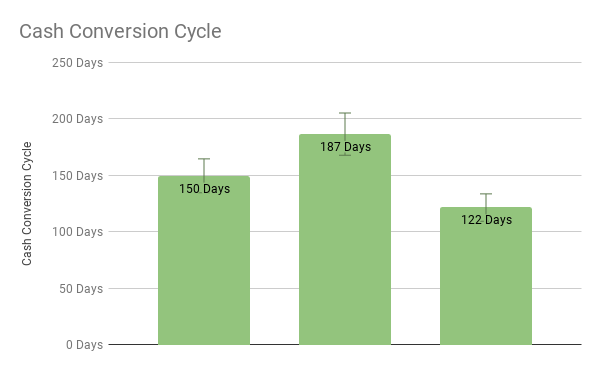 Cash Conversion Cycle
250 Days
200 Days
150 Days
100 Days
50 Days
0 Days
Cash Conversion Cycle
150 Days
187 Days
122 Days